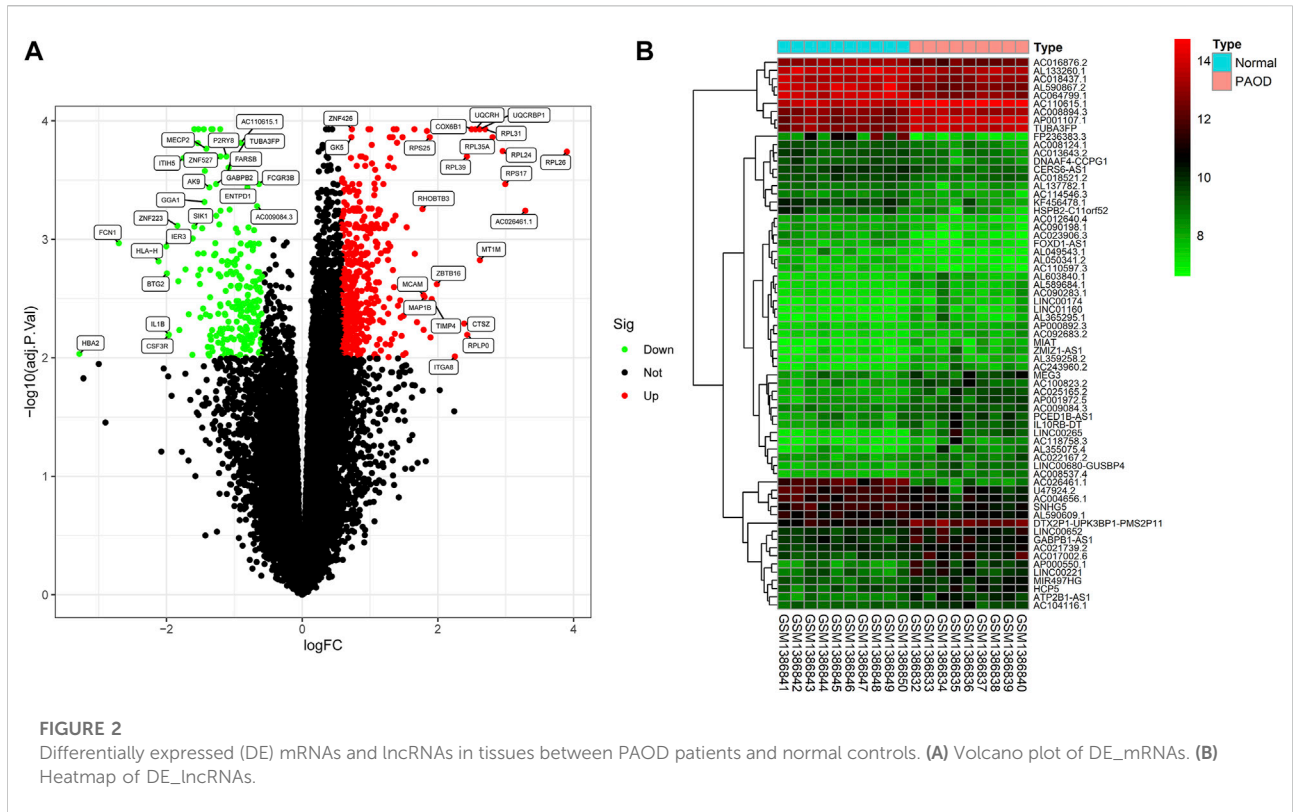 A
AC110615.1
MECP2
P2RY8
TUBA3FP
ITIH5
ZNF527
FARSB
AK9
GABPB2
FCGR3B
GGA1
ENTPD1
ZNF223
SIK1
AC009084.3
FCN1
IER3
HLA-H
BTG2
IL1B
CSF3R
HBA2
ZNF426
GK5
COX6B1
UQCRH
UQCRBP1
RPS25
RPL35A
RPL31
RPL39
RPL24
RPL26
RPS17
RHOBTB3
AC026461.1
MT1M
ZBTB16
MCAM
MAP1B
TIMP4
CTSZ
RPLP0
ITGA8
4
3
2
1
0
−log10(adj.P.Val)
−2
0
2
4
logFC
Sig
Down
Not
Up
B
Type
AC016876.2
AL133260.1
AC018437.1
AL590867.2
AC064799.1
AC110615.1
AC008894.3
AP001107.1
TUBA3FP
FP236383.3
AC008124.1
AC013643.2
DNAAF4-CCPG1
CERS6-AS1
AC018521.2
AL137782.1
AC114546.3
KF456478.1
HSPB2-C11orf52
AC012640.4
AC090198.1
AC023906.3
FOXD1-AS1
AL049543.1
AL050341.2
AC110597.3
AL603840.1
AL589684.1
AC090283.1
LINC00174
LINC01160
AL365295.1
AP000892.3
AC092683.2
MIAT
ZMIZ1-AS1
AL359258.2
AC243960.2
MEG3
AC100823.2
AC025165.2
AP001972.5
AC009084.3
PCED1B-AS1
IL10RB-DT
LINC00265
AC118758.3
AL355075.4
AC022167.2
LINC00680-GUSBP4
AC008537.4
AC026461.1
U47924.2
AC004656.1
SNHG5
AL590609.1
DTX2P1-UPK3BP1-PMS2P11
LINC00652
GABPB1-AS1
AC021739.2
AC017002.6
AP000550.1
LINC00221
MIR497HG
HCP5
ATP2B1-AS1
AC104116.1
GSM1386841
GSM1386842
GSM1386843
GSM1386844
GSM1386845
GSM1386846
GSM1386847
GSM1386848
GSM1386849
GSM1386850
GSM1386832
GSM1386833
GSM1386834
GSM1386835
GSM1386836
GSM1386837
GSM1386838
GSM1386839
GSM1386840
14
12
10
8
Type
Normal
PAOD
FIGURE 2
Differentially expressed (DE) mRNAs and lncRNAs in tissues between PAOD patients and normal controls. (A) Volcano plot of DE_mRNAs. (B)
Heatmap of DE_lncRNAs.